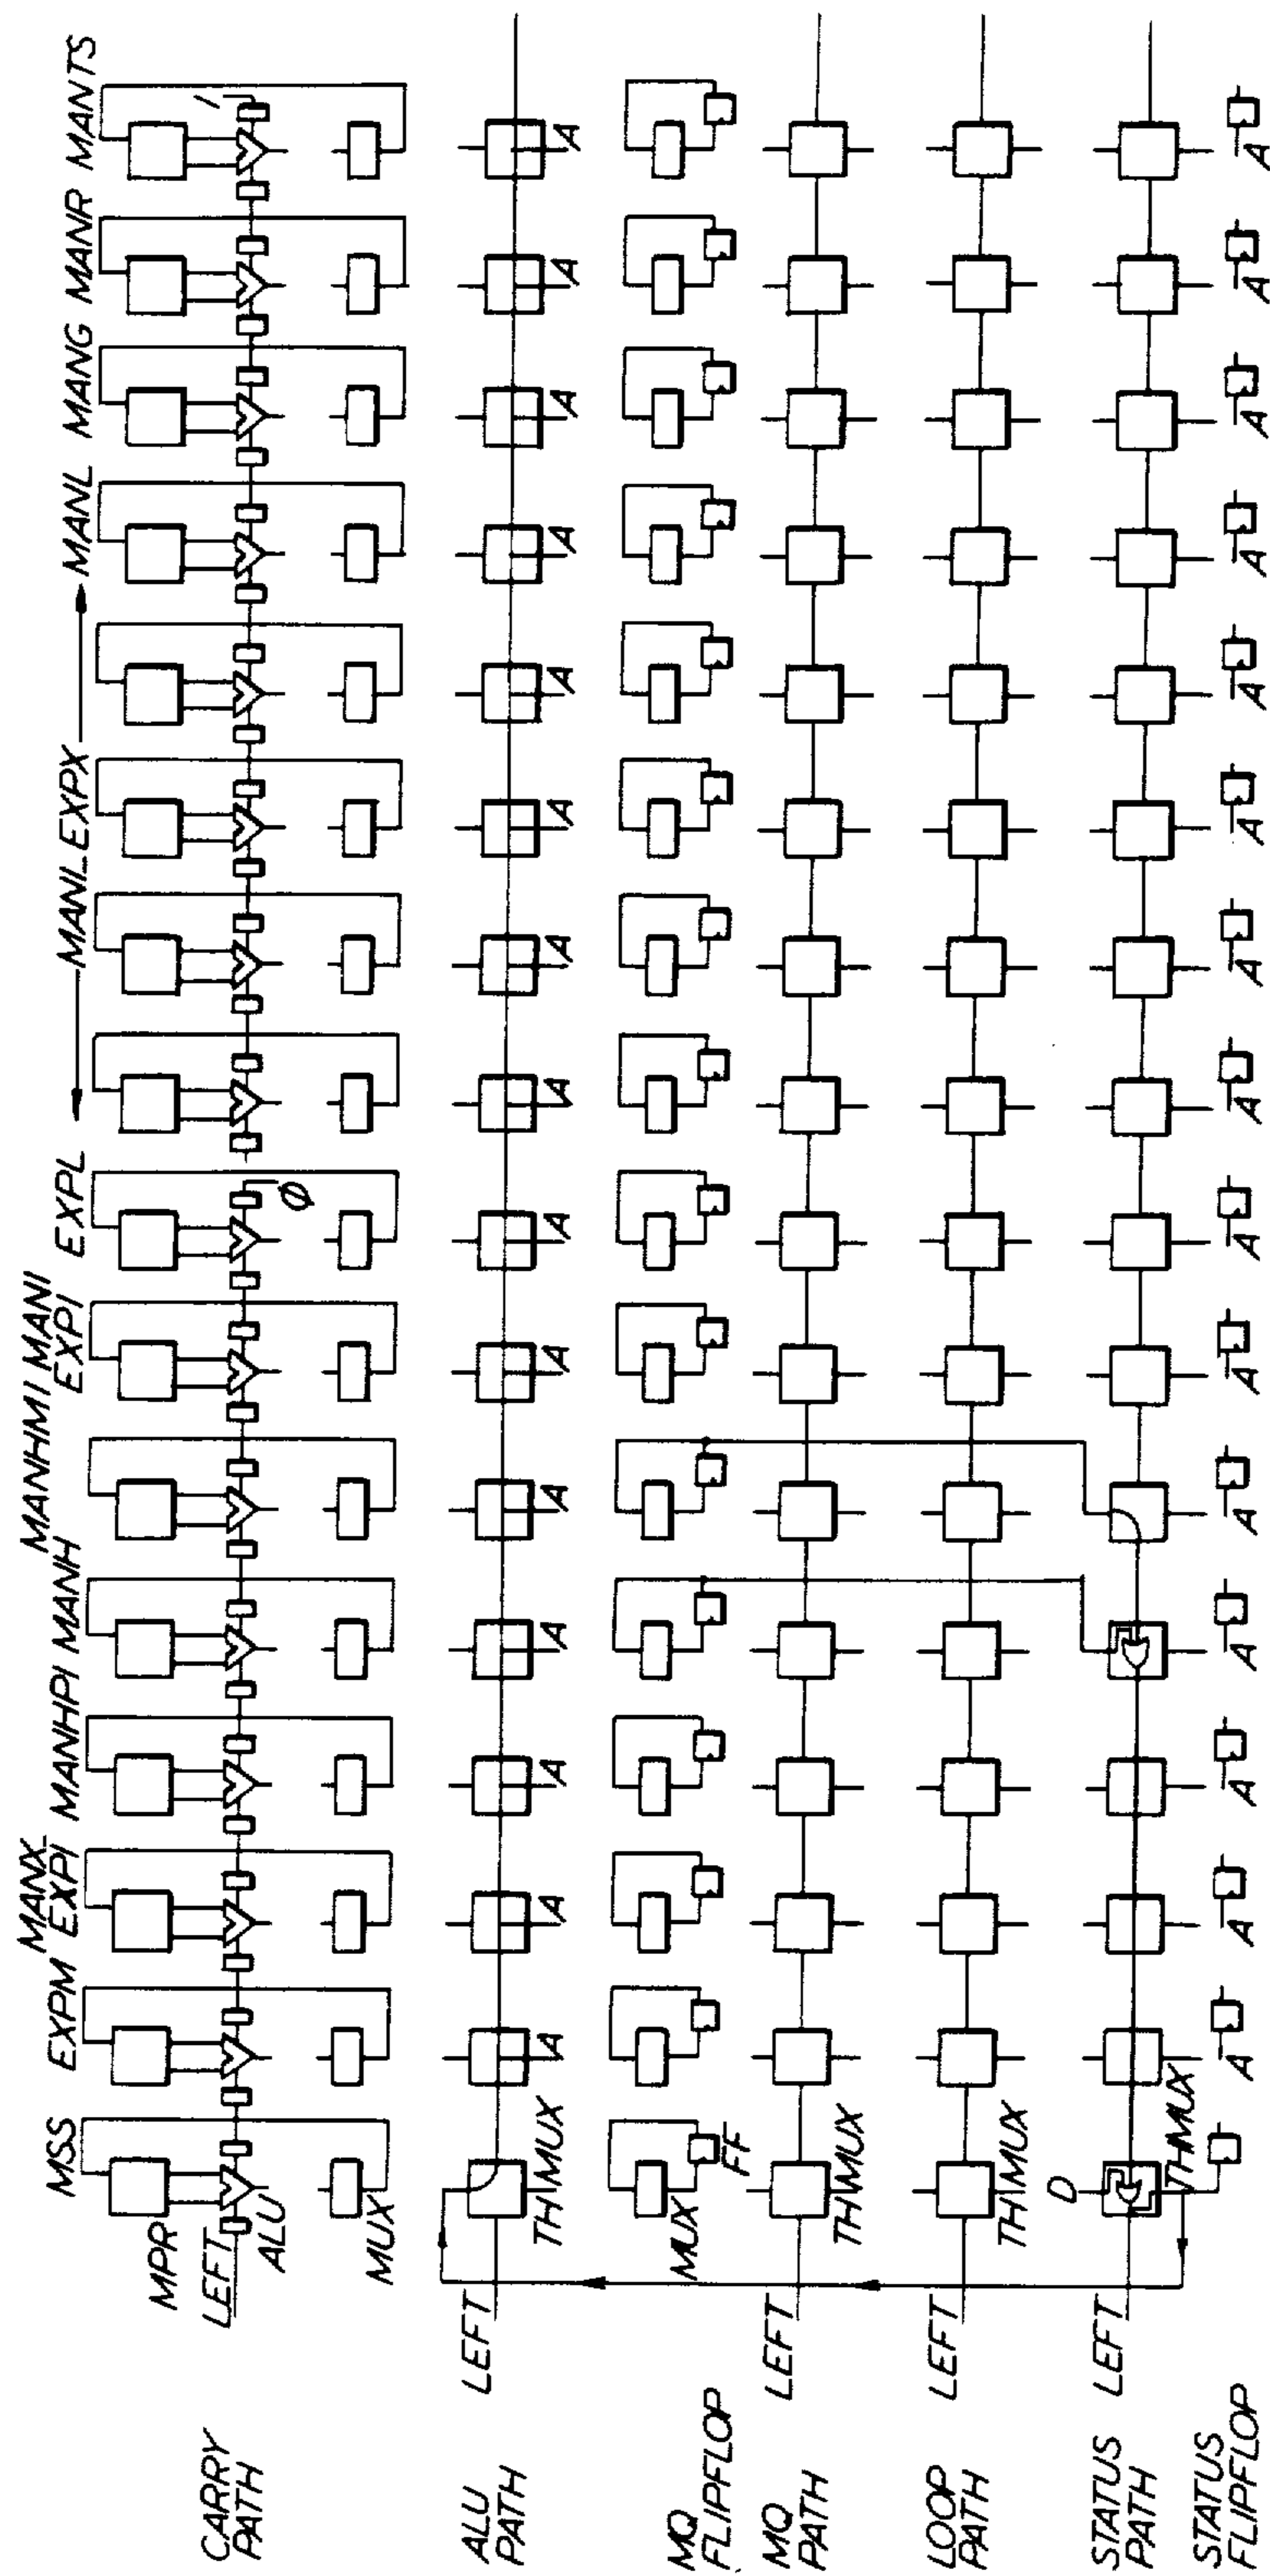 MSS EXPM MANX-
EXPI MANHPI MANH MANHMI MANI
EXPI EXPL MANL EXPX MANL MANG MANR MANTS
CARRY
PATH
MPR
LEFT
ALU
MUX
Ø
1
ALU
PATH
LEFT
THMUX
A A A A A A A A A A A A A A A
MQ
FLIPFLOP
MUX
FF
MQ
PATH
LEFT
THMUX
LOOP
PATH
LEFT
THMUX
STATUS
PATH
LEFT
D
THMUX
STATUS
FLIPFLOP
A A A A A A A A A A A A A A A